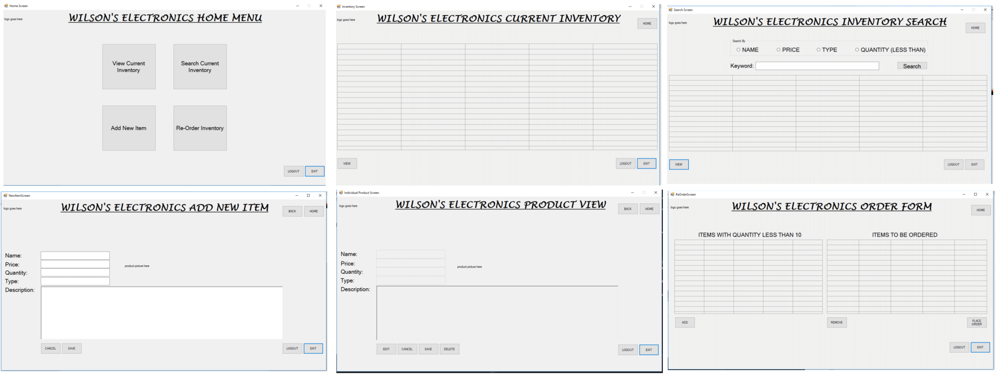 Home Screen
logo goes here
WILSON'S ELECTRONICS HOME MENU
View Current
Inventory
Search Current
Inventory
Add New Item
Re-Order Inventory
LOGOUT
EXIT
Inventory Screen
logo goes here
WILSON'S ELECTRONICS CURRENT INVENTORY
HOME
VIEW
LOGOUT
EXIT
Search Screen
logo goes here
WILSON'S ELECTRONICS INVENTORY SEARCH
HOME
Search By
NAME
PRICE
TYPE
QUANTITY (LESS THAN)
Keyword:
Search
VIEW
LOGOUT
EXIT
NewItemScreen
logo goes here
WILSON'S ELECTRONICS ADD NEW ITEM
BACK
HOME
Name:
Price:
Quantity:
Type:
Description:
product picture here
CANCEL
SAVE
LOGOUT
EXIT
Individual Product Screen
logo goes here
WILSON'S ELECTRONICS PRODUCT VIEW
BACK
HOME
Name:
Price:
Quantity:
Type:
Description:
product picture here
EDIT
CANCEL
SAVE
DELETE
LOGOUT
EXIT
ReOrderScreen
logo goes here
WILSON'S ELECTRONICS ORDER FORM
HOME
ITEMS WITH QUANTITY LESS THAN 10
ITEMS TO BE ORDERED
ADD
REMOVE
PLACE
ORDER
LOGOUT
EXIT